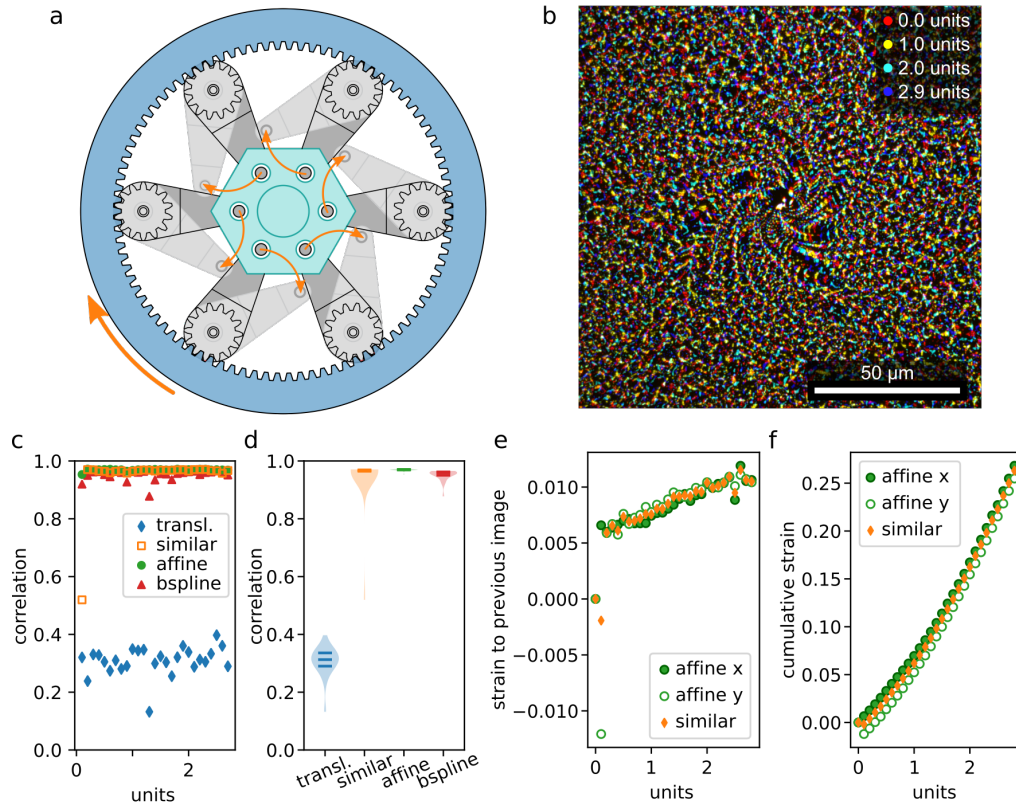 a
b
0.0 units
1.0 units
2.0 units
2.9 units
50 µm
c
1.0
0.8
0.6
0.4
0.2
0.0
correlation
transl.
similar
affine
bspline
0
1
2
units
d
1.0
0.8
0.6
0.4
0.2
0.0
correlation
transl.
similar
affine
bspline
e
0.010
0.005
0.000
−0.005
−0.010
strain to previous image
affine x
affine y
similar
0
1
2
units
f
0.25
0.20
0.15
0.10
0.05
0.00
cumulative strain
affine x
affine y
similar
0
1
2
units